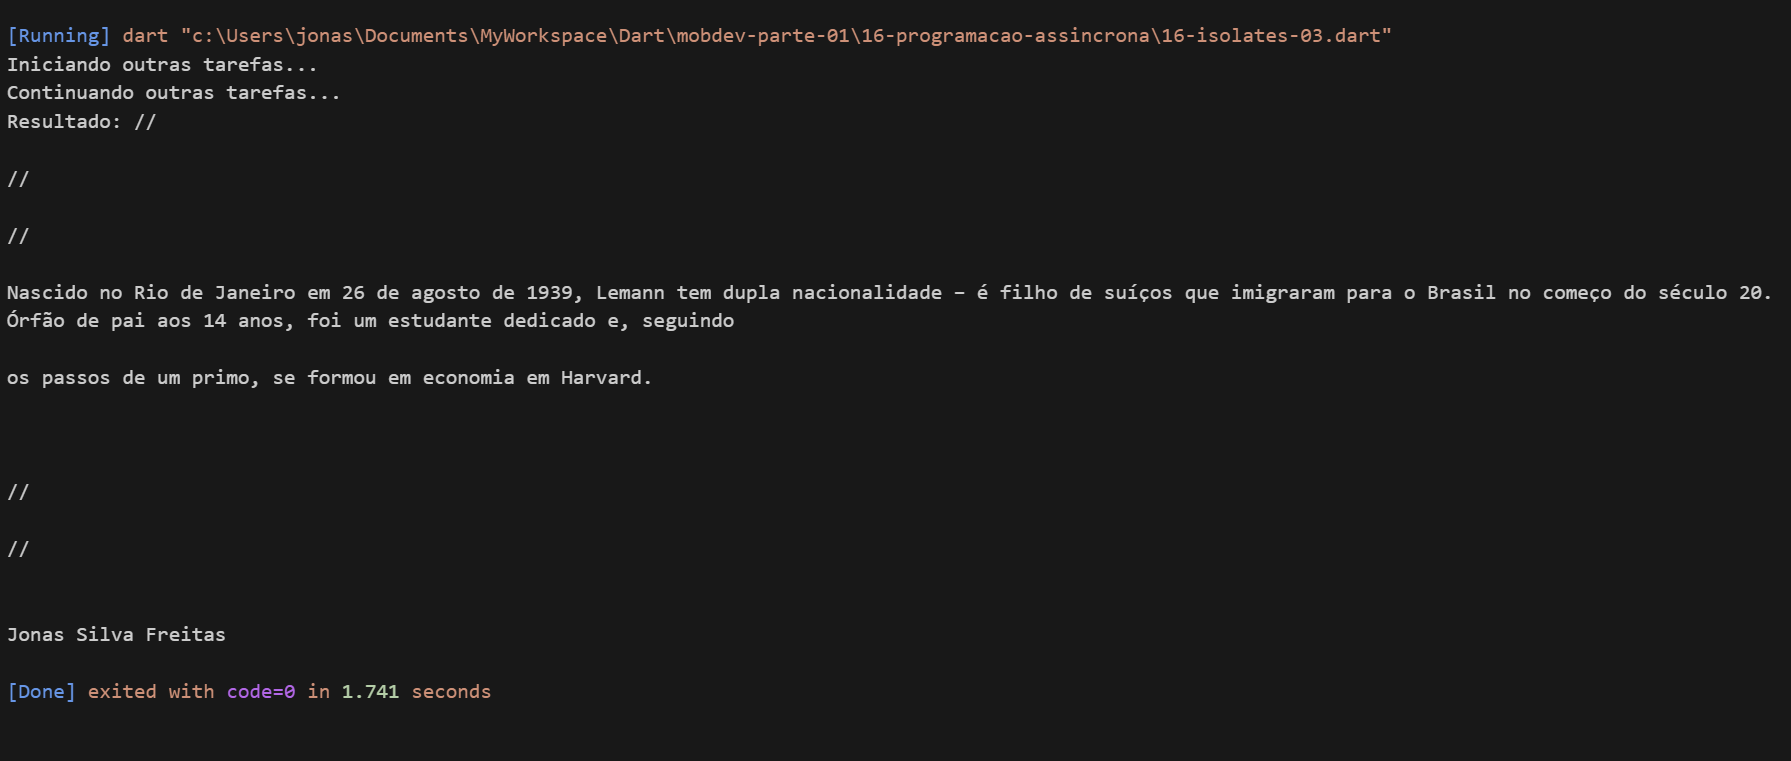 [Running] dart "c:\Users\jonas\Documents\MyWorkspace\Dart\mobdev-parte-01\16-programacao-assincrona\16-isolates-03.dart"
Iniciando outras tarefas...
Continuando outras tarefas...
Resultado: //
//
//
Nascido no Rio de Janeiro em 26 de agosto de 1939, Lemann tem dupla nacionalidade – é filho de suíços que imigraram para o Brasil no começo do século 20.
Órfão de pai aos 14 anos, foi um estudante dedicado e, seguindo
os passos de um primo, se formou em economia em Harvard.
//
//
Jonas Silva Freitas
[Done] exited with code=0 in 1.741 seconds